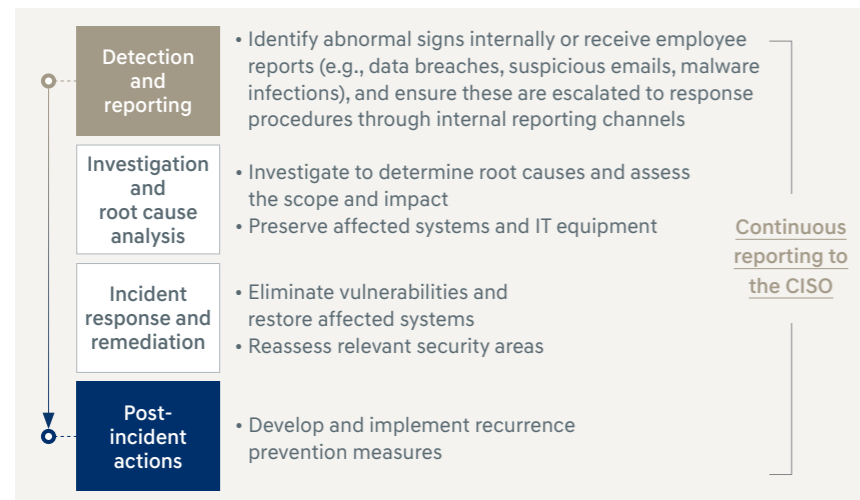 Detection
and
reporting
• Identify abnormal signs internally or receive employee
reports (e.g., data breaches, suspicious emails, malware
infections), and ensure these are escalated to response
procedures through internal reporting channels
Investigation
and
root cause
analysis
• Investigate to determine root causes and assess
the scope and impact
• Preserve affected systems and IT equipment
Incident
response and
remediation
• Eliminate vulnerabilities and
restore affected systems
• Reassess relevant security areas
Post-
incident
actions
• Develop and implement recurrence
prevention measures
Continuous
reporting to
the CISO